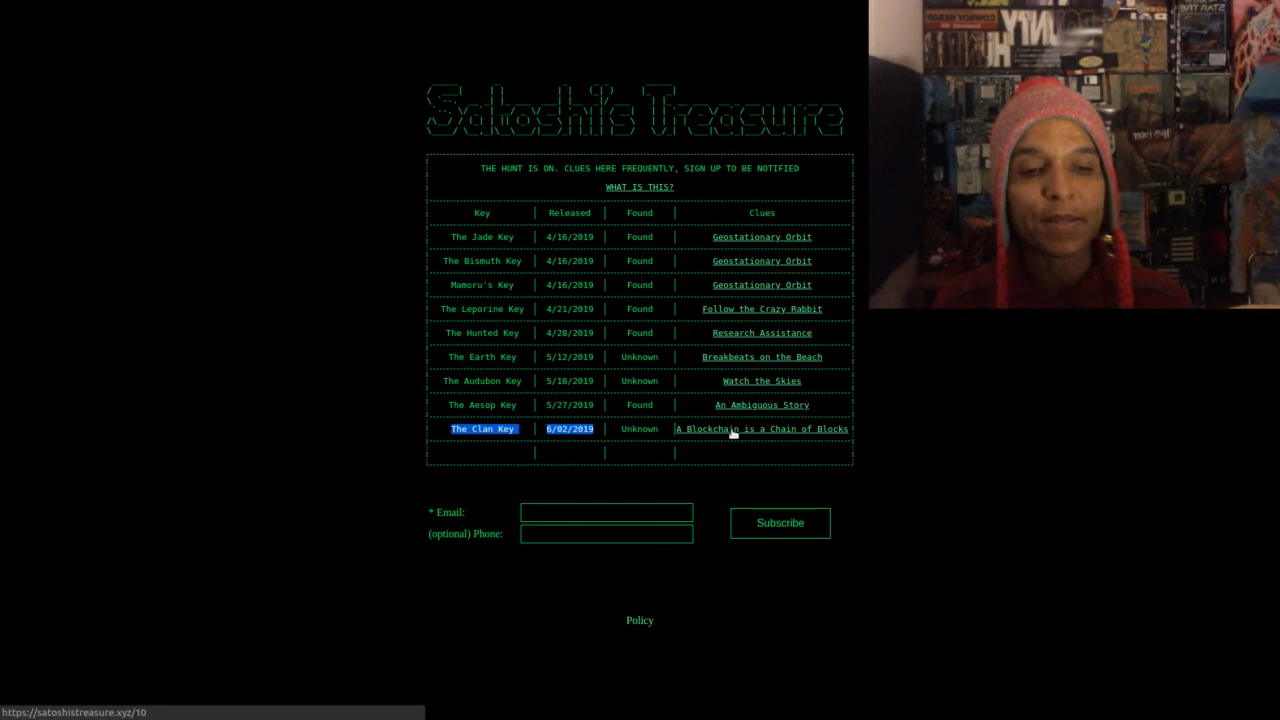 Satoshi's Treasure
THE HUNT IS ON. CLUES HERE FREQUENTLY, SIGN UP TO BE NOTIFIED
WHAT IS THIS?
Key Released Found Clues
The Jade Key 4/16/2019 Found Geostationary Orbit
The Bismuth Key 4/16/2019 Found Geostationary Orbit
Mamoru's Key 4/16/2019 Found Geostationary Orbit
The Leporine Key 4/21/2019 Found Follow the Crazy Rabbit
The Hunted Key 4/28/2019 Found Research Assistance
The Earth Key 5/12/2019 Unknown Breakbeats on the Beach
The Audubon Key 5/18/2019 Unknown Watch the Skies
The Aesop Key 5/27/2019 Found An Ambiguous Story
The Clan Key 6/02/2019 Unknown A Blockchain is a Chain of Blocks
* Email:
(optional) Phone:
Subscribe
Policy
https://satoshistreasure.xyz/10
COWBOY BEBOP